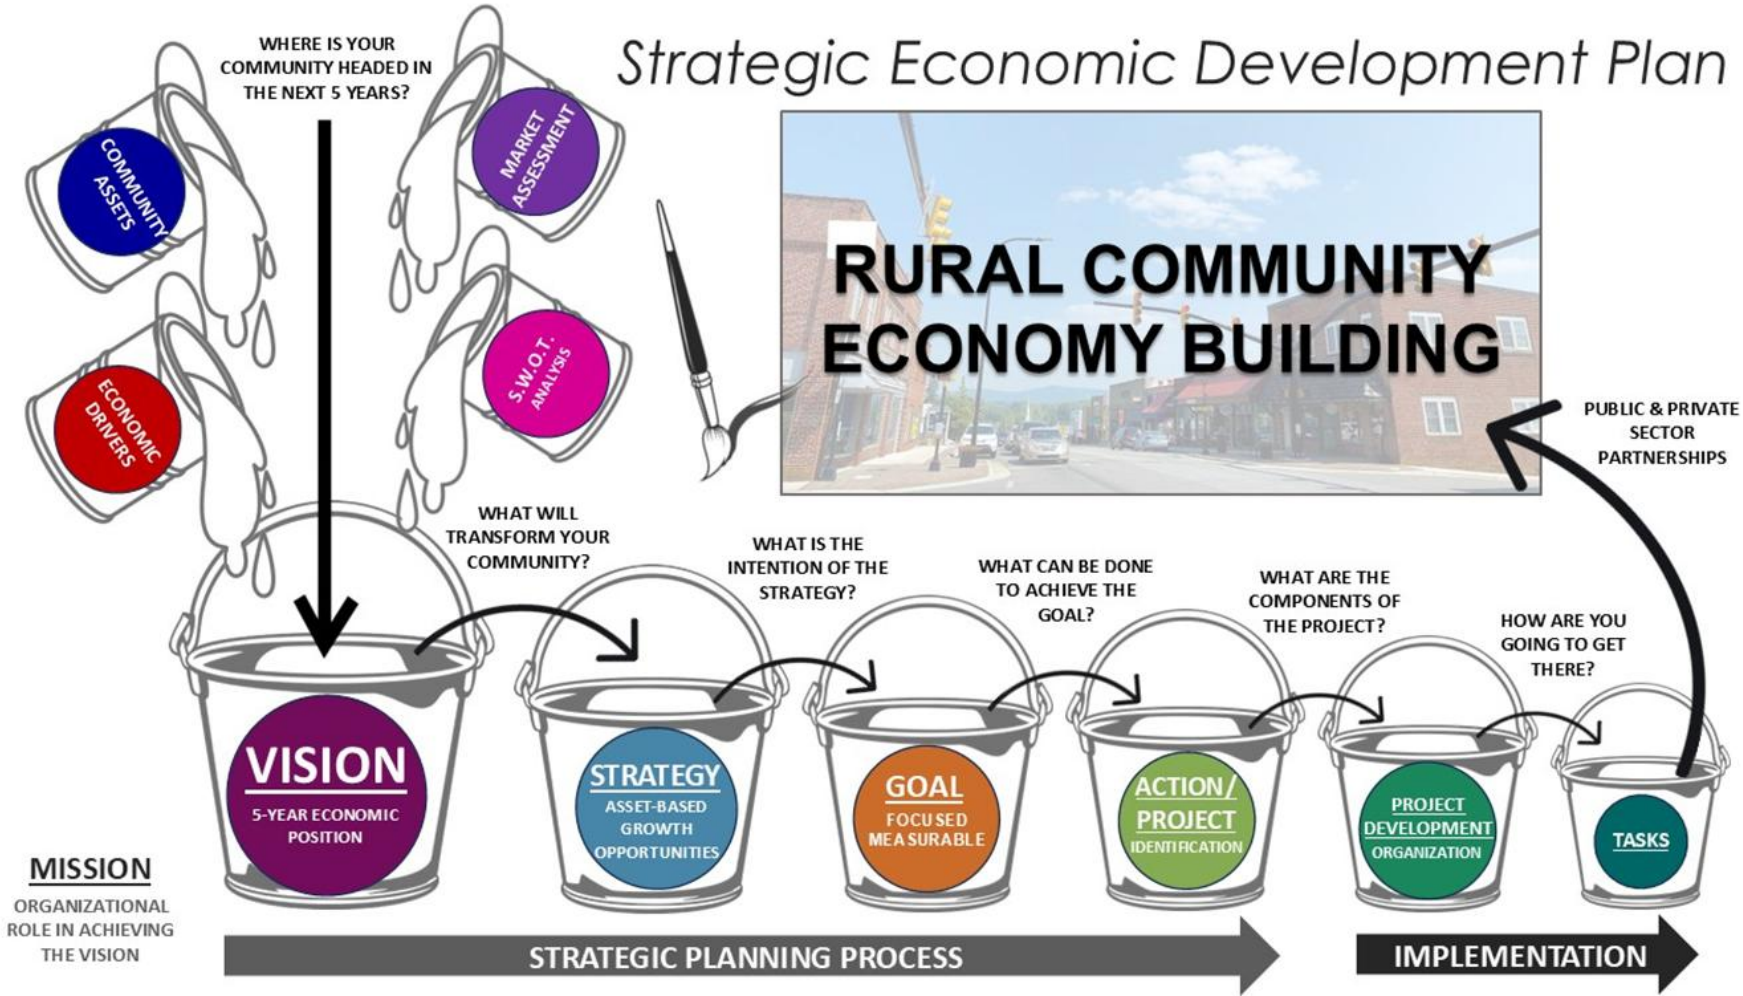 Strategic Economic Development Plan
WHERE IS YOUR
COMMUNITY HEADED IN
THE NEXT 5 YEARS?
COMMUNITY
ASSETS
MARKET
ASSESSMENT
ECONOMIC
DRIVERS
S.W.O.T.
ANALYSIS
RURAL COMMUNITY
ECONOMY BUILDING
PUBLIC & PRIVATE
SECTOR
PARTNERSHIPS
WHAT WILL
TRANSFORM YOUR
COMMUNITY?
WHAT IS THE
INTENTION OF THE
STRATEGY?
WHAT CAN BE DONE
TO ACHIEVE THE
GOAL?
WHAT ARE THE
COMPONENTS OF
THE PROJECT?
HOW ARE YOU
GOING TO GET
THERE?
VISION
5-YEAR ECONOMIC
POSITION
STRATEGY
ASSET-BASED
GROWTH
OPPORTUNITIES
GOAL
FOCUSED
MEASURABLE
ACTION/
PROJECT
IDENTIFICATION
PROJECT
DEVELOPMENT
ORGANIZATION
TASKS
MISSION
ORGANIZATIONAL
ROLE IN ACHIEVING
THE VISION
STRATEGIC PLANNING PROCESS
IMPLEMENTATION